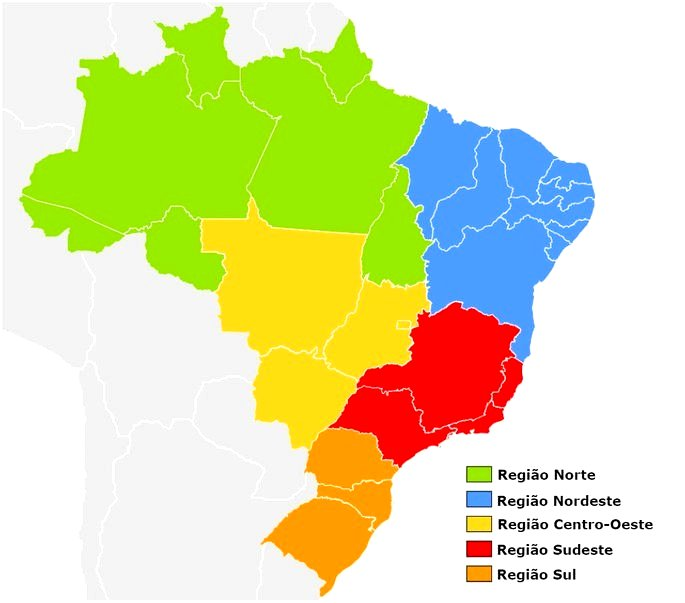 Região Norte
Região Nordeste
Região Centro-Oeste
Região Sudeste
Região Sul